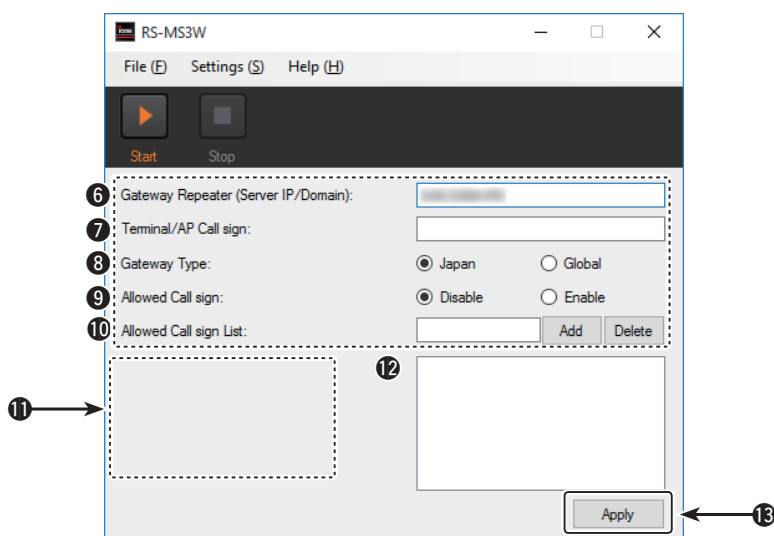 RS-MS3W
File (F) Settings (S) Help (H)
Start Stop
❻ Gateway Repeater (Server IP/Domain):
❼ Terminal/AP Call sign:
❽ Gateway Type: Japan Global
❾ Allowed Call sign: Disable Enable
❿ Allowed Call sign List: Add Delete
⓫ ⓬
Apply ⓭